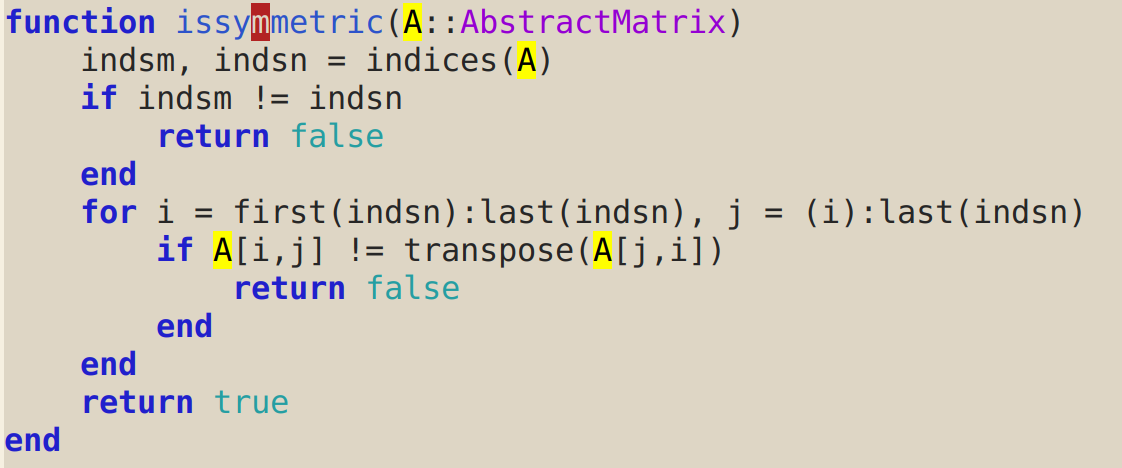 function issymmetric(A::AbstractMatrix)
    indsm, indsn = indices(A)
    if indsm != indsn
        return false
    end
    for i = first(indsn):last(indsn), j = (i):last(indsn)
        if A[i,j] != transpose(A[j,i])
            return false
        end
    end
    return true
end